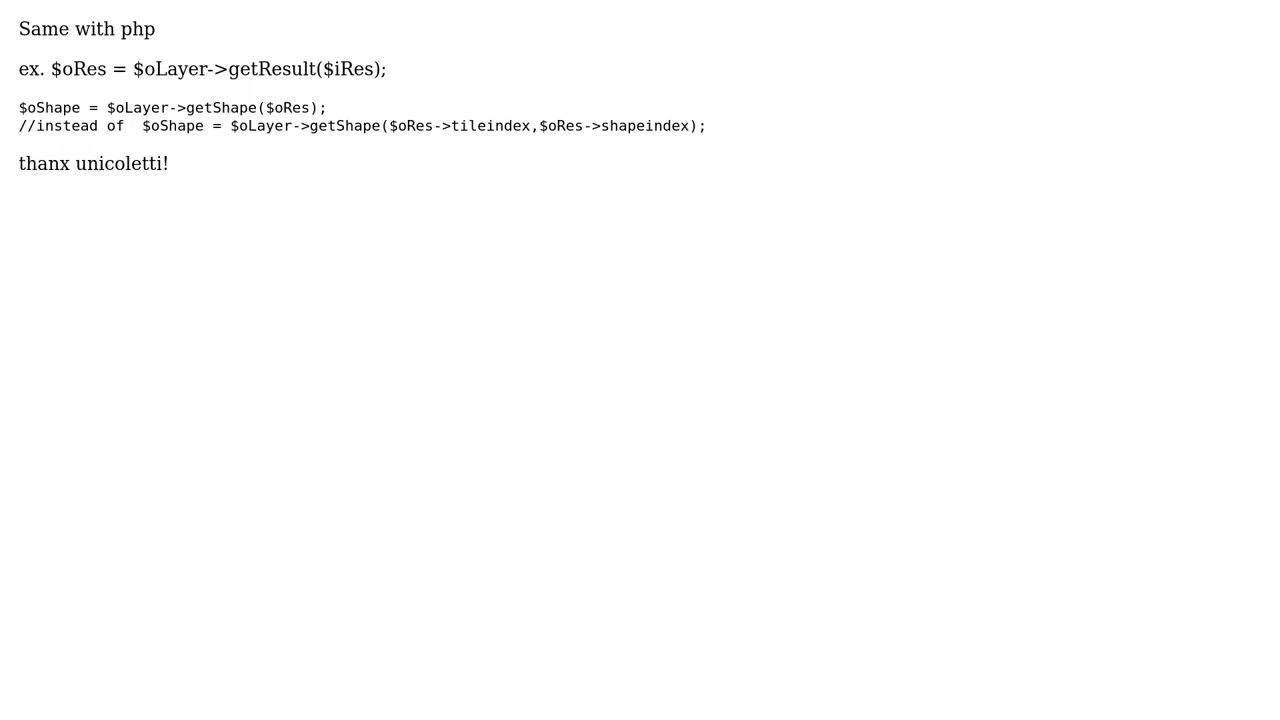 Same with php
ex. $oRes = $oLayer->getResult($iRes);
$oShape = $oLayer->getShape($oRes);
//instead of  $oShape = $oLayer->getShape($oRes->tileindex,$oRes->shapeindex);
thanx unicoletti!